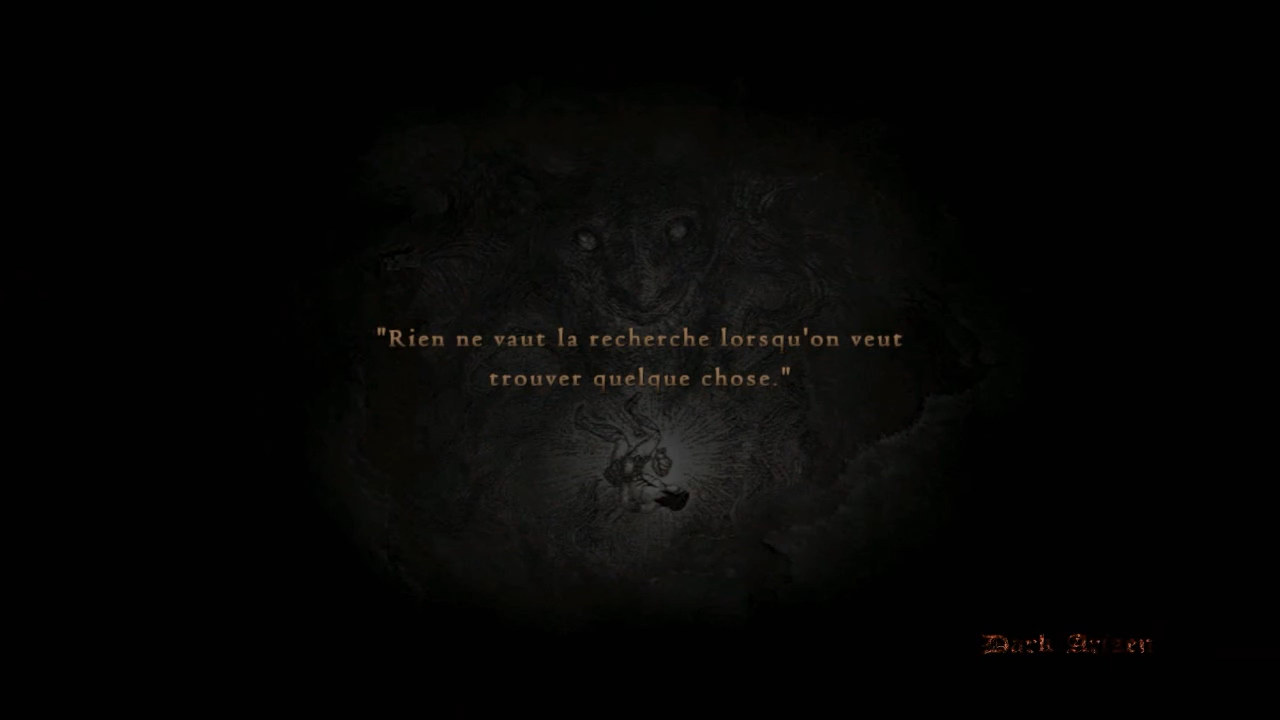 "Rien ne vaut la recherche lorsqu'on veut
trouver quelque chose."
Dark Arisen